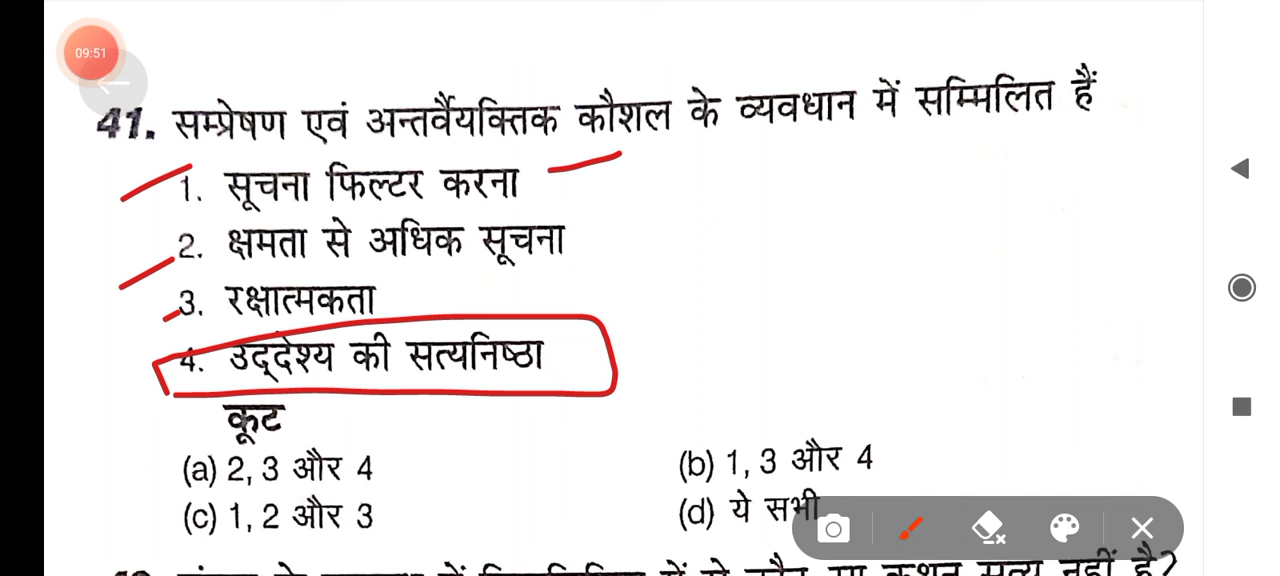 09:51
41. सम्प्रेषण एवं अन्तर्वैयक्तिक कौशल के व्यवधान में सम्मिलित हैं
1. सूचना फिल्टर करना
2. क्षमता से अधिक सूचना
3. रक्षात्मकता
4. उद्देश्य की सत्यनिष्ठा
कूट
(a) 2, 3 और 4 (b) 1, 3 और 4
(c) 1, 2 और 3 (d) ये सभी
सत्य नहीं है?